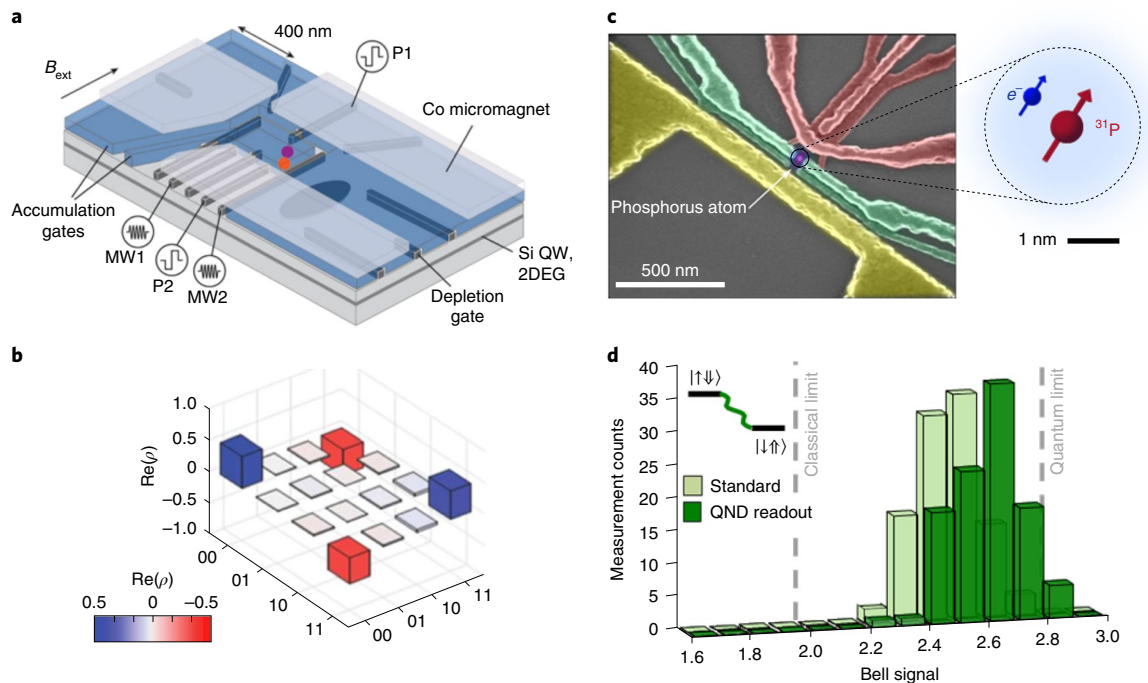 a
400 nm
P1
B_ext
Co micromagnet
Accumulation
gates
MW1
P2
MW2
Si QW,
2DEG
Depletion
gate
b
1.0
0.5
0
−0.5
−1.0
Re(ρ)
00
01
10
11
00
01
10
11
Re(ρ)
0.5
0
−0.5
c
e⁻
³¹P
Phosphorus atom
500 nm
1 nm
d
40
35
30
25
20
15
10
5
0
Measurement counts
|↑⇓⟩
|↓⇑⟩
Classical limit
Quantum limit
Standard
QND readout
1.6
1.8
2.0
2.2
2.4
2.6
2.8
3.0
Bell signal